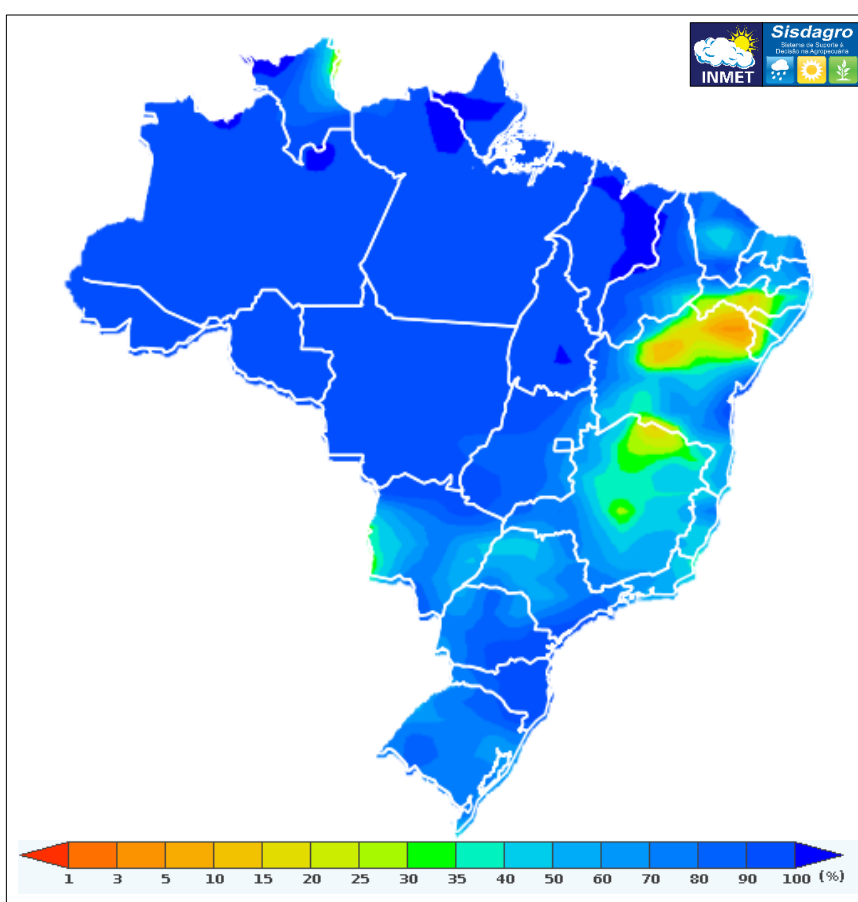 INMET
Sisdagro
Sistema de Suporte à
Decisão na Agropecuária
1 3 5 10 15 20 25 30 35 40 50 60 70 80 90 100 (%)